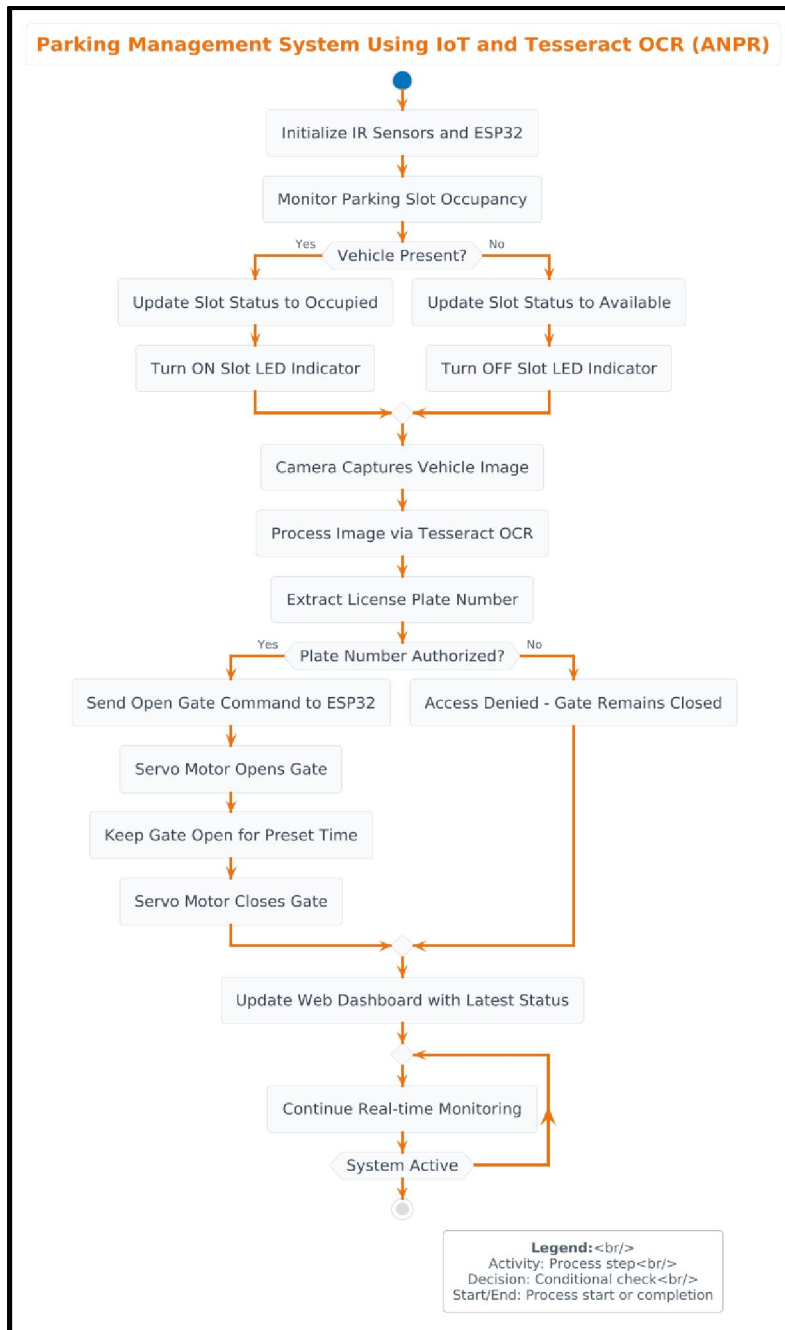 Parking Management System Using IoT and Tesseract OCR (ANPR)
Initialize IR Sensors and ESP32
Monitor Parking Slot Occupancy
Yes
Vehicle Present?
No
Update Slot Status to Occupied
Update Slot Status to Available
Turn ON Slot LED Indicator
Turn OFF Slot LED Indicator
Camera Captures Vehicle Image
Process Image via Tesseract OCR
Extract License Plate Number
Yes
Plate Number Authorized?
No
Send Open Gate Command to ESP32
Access Denied - Gate Remains Closed
Servo Motor Opens Gate
Keep Gate Open for Preset Time
Servo Motor Closes Gate
Update Web Dashboard with Latest Status
Continue Real-time Monitoring
System Active
Legend:<br/>
Activity: Process step<br/>
Decision: Conditional check<br/>
Start/End: Process start or completion